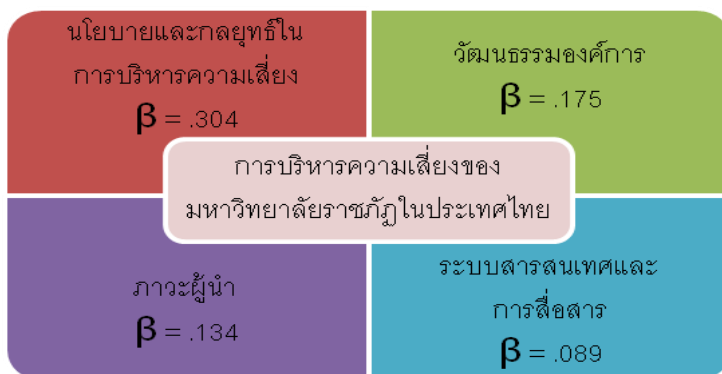 นโยบายและกลยุทธ์ใน
การบริหารความเสี่ยง
β = .304
วัฒนธรรมองค์การ
β = .175
การบริหารความเสี่ยงของ
มหาวิทยาลัยราชภัฏในประเทศไทย
ภาวะผู้นำ
β = .134
ระบบสารสนเทศและ
การสื่อสาร
β = .089